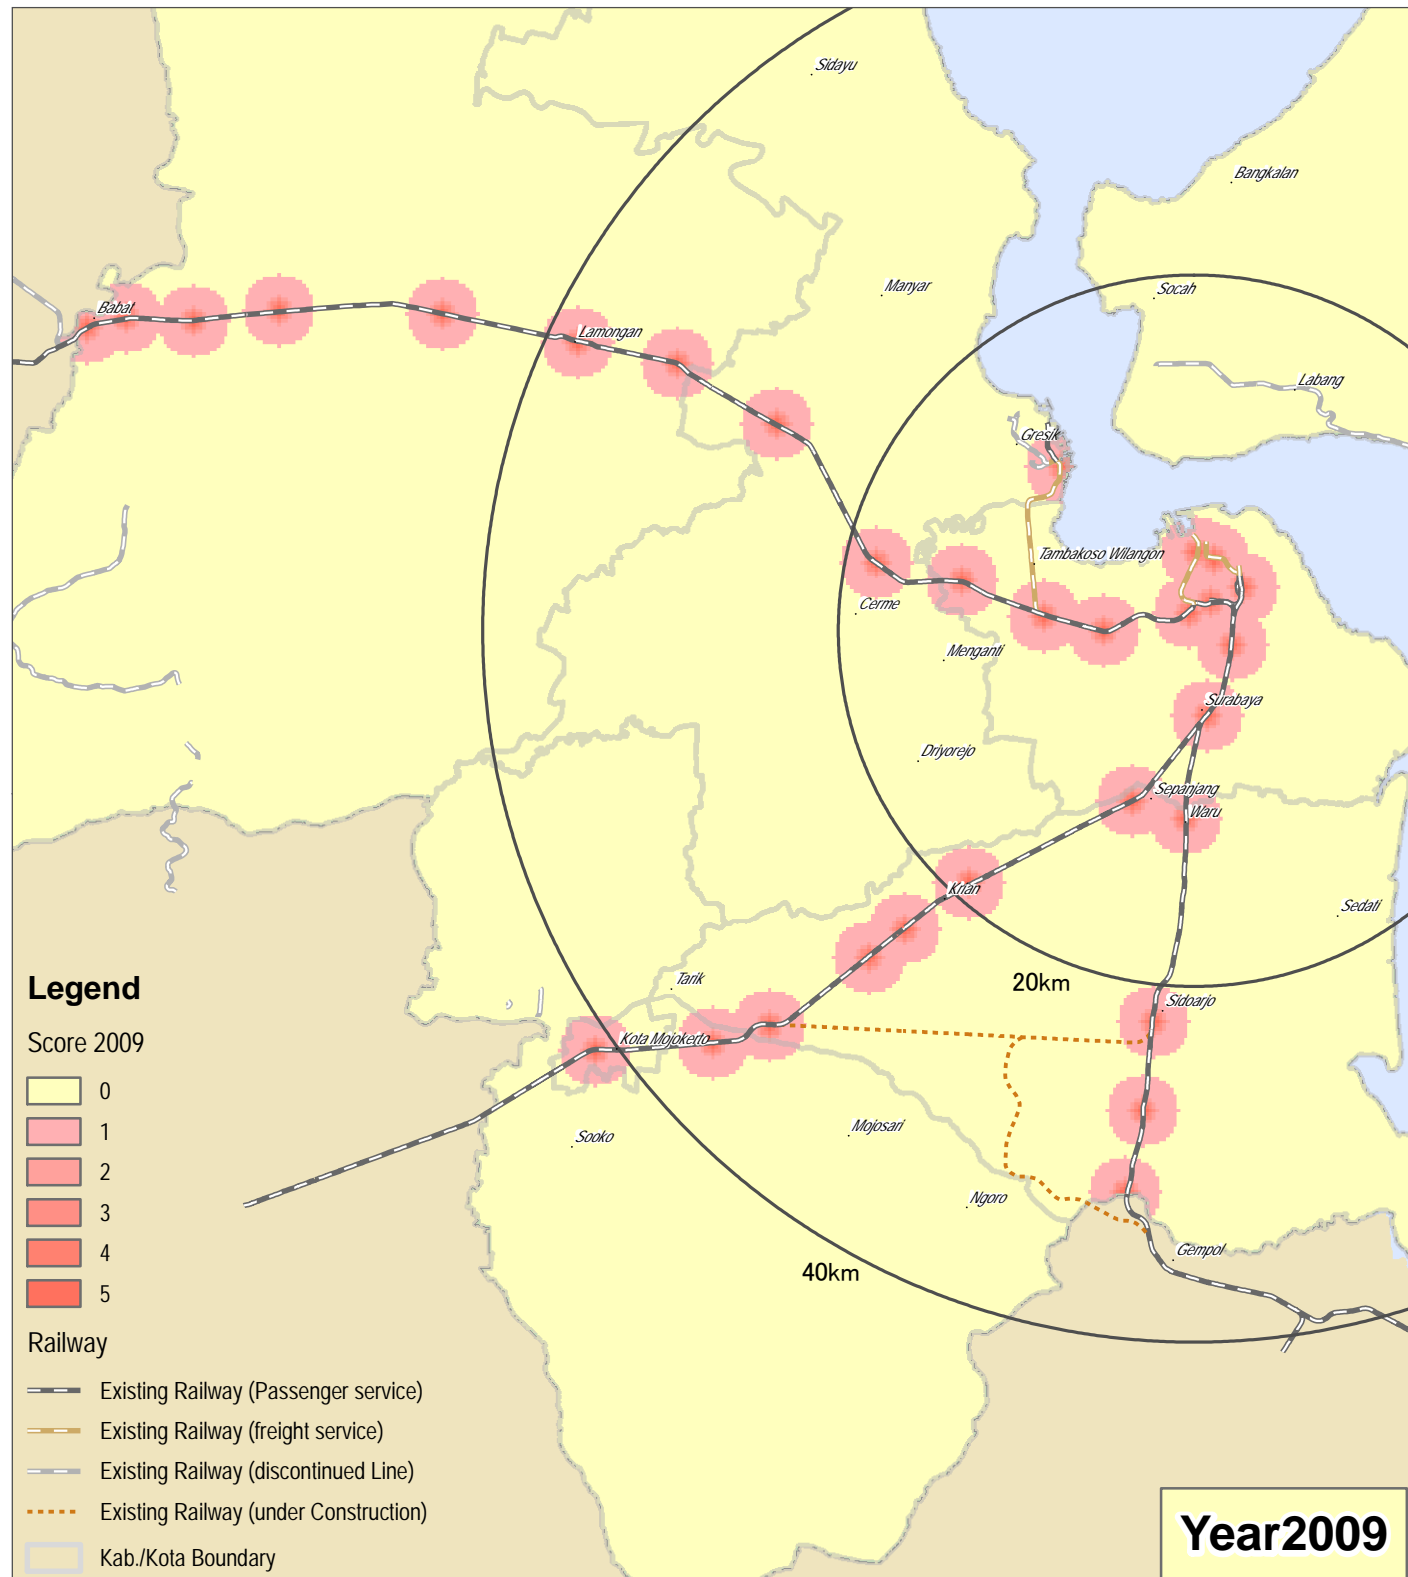 Sidayu
Bangkalan
Manyar
Socah
Babat
Lamongan
Labang
Gresik
Tambakoso Wilangon
Cerme
Menganti
Surabaya
Driyorejo
Sepanjang
Waru
Krian
Sedati
Tarik
20km
Sidoarjo
Kota Mojokerto
Sooko
Mojosari
Ngoro
Gempol
40km
Legend
Score 2009
0
1
2
3
4
5
Railway
Existing Railway (Passenger service)
Existing Railway (freight service)
Existing Railway (discontinued Line)
Existing Railway (under Construction)
Kab./Kota Boundary
Year2009